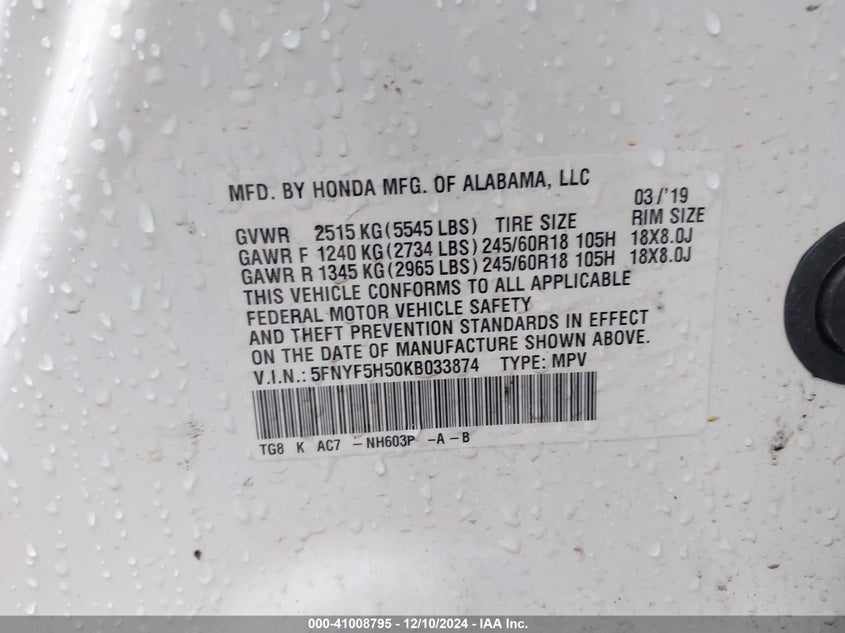 MFD. BY HONDA MFG. OF ALABAMA, LLC
03/'19
GVWR 2515 KG(5545 LBS) TIRE SIZE RIM SIZE
GAWR F 1240 KG(2734 LBS) 245/60R18 105H 18X8.0J
GAWR R 1345 KG(2965 LBS) 245/60R18 105H 18X8.0J
THIS VEHICLE CONFORMS TO ALL APPLICABLE
FEDERAL MOTOR VEHICLE SAFETY
AND THEFT PREVENTION STANDARDS IN EFFECT
ON THE DATE OF MANUFACTURE SHOWN ABOVE.
V.I.N.: 5FNYF5H50KB033874 TYPE: MPV
TG8 K AC7 - NH603P -A - B
000-41008795 - 12/10/2024 - IAA Inc.